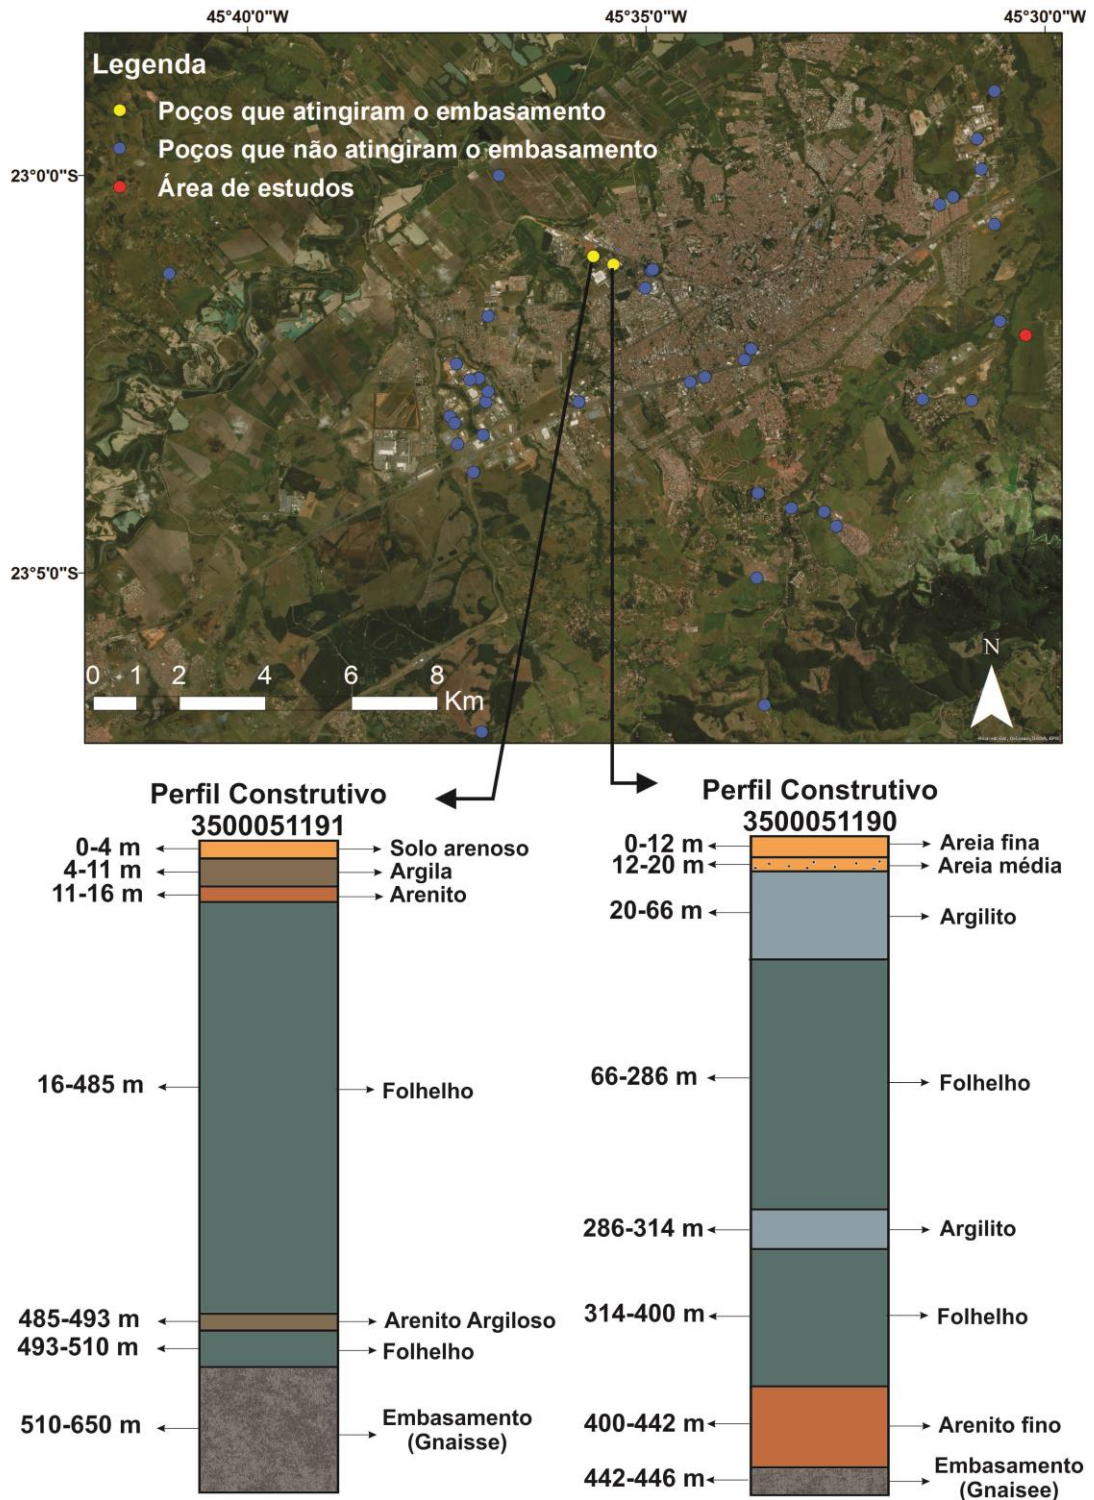 45°40'0"W
45°35'0"W
45°30'0"W
Legenda
Poços que atingiram o embasamento
Poços que não atingiram o embasamento
Área de estudos
23°0'0"S
23°5'0"S
N
0 1 2 4 6 8
Km
Perfil Construtivo
3500051191
0-4 m
Solo arenoso
4-11 m
Argila
11-16 m
Arenito
16-485 m
Folhelho
485-493 m
Arenito Argiloso
493-510 m
Folhelho
510-650 m
Embasamento
(Gnaisse)
Perfil Construtivo
3500051190
0-12 m
Areia fina
12-20 m
Areia média
20-66 m
Argilito
66-286 m
Folhelho
286-314 m
Argilito
314-400 m
Folhelho
400-442 m
Arenito fino
442-446 m
Embasamento
(Gnaisee)